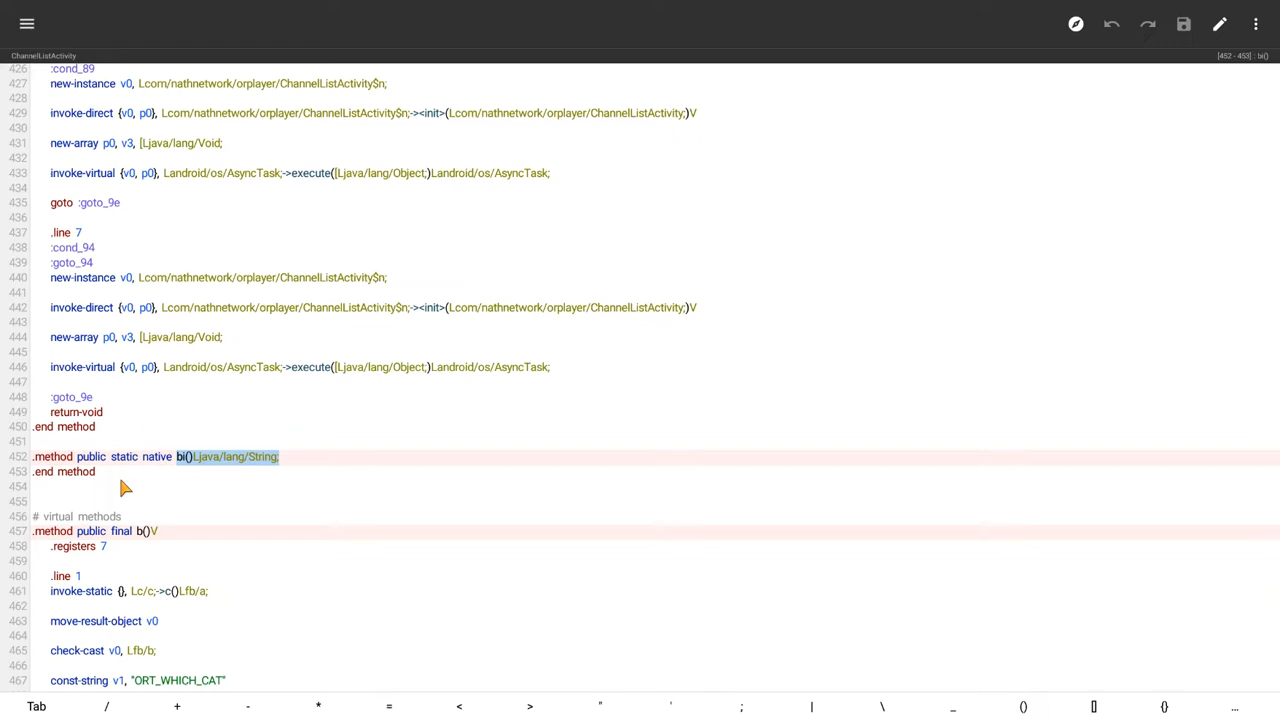 ChannelListActivity
[452 - 453] : bi()
426 :cond_89
427 new-instance v0, Lcom/nathnetwork/orplayer/ChannelListActivity$n;
428
429 invoke-direct {v0, p0}, Lcom/nathnetwork/orplayer/ChannelListActivity$n;-><init>(Lcom/nathnetwork/orplayer/ChannelListActivity;)V
430
431 new-array p0, v3, [Ljava/lang/Void;
432
433 invoke-virtual {v0, p0}, Landroid/os/AsyncTask;->execute([Ljava/lang/Object;)Landroid/os/AsyncTask;
434
435 goto :goto_9e
436
437 .line 7
438 :cond_94
439 :goto_94
440 new-instance v0, Lcom/nathnetwork/orplayer/ChannelListActivity$n;
441
442 invoke-direct {v0, p0}, Lcom/nathnetwork/orplayer/ChannelListActivity$n;-><init>(Lcom/nathnetwork/orplayer/ChannelListActivity;)V
443
444 new-array p0, v3, [Ljava/lang/Void;
445
446 invoke-virtual {v0, p0}, Landroid/os/AsyncTask;->execute([Ljava/lang/Object;)Landroid/os/AsyncTask;
447
448 :goto_9e
449 return-void
450 .end method
451
452 .method public static native bi()Ljava/lang/String;
453 .end method
454
455
456 # virtual methods
457 .method public final b()V
458 .registers 7
459
460 .line 1
461 invoke-static {}, Lc/c;->c()Lfb/a;
462
463 move-result-object v0
464
465 check-cast v0, Lfb/b;
466
467 const-string v1, "ORT_WHICH_CAT"
Tab / + - * = < > " ' ; | \ _ () [] {} ...